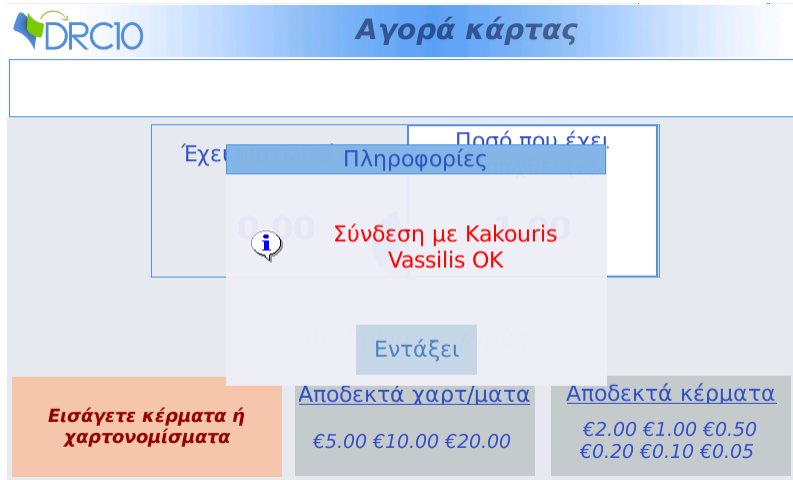 DRC10
Αγορά κάρτας
Ποσό που έχει
Πληροφορίες
0.00
Σύνδεση με Kakouris
Vassilis OK
Εντάξει
Εισάγετε κέρματα ή
χαρτονομίσματα
Αποδεκτά χαρτ/ματα
€5.00 €10.00 €20.00
Αποδεκτά κέρματα
€2.00 €1.00 €0.50
€0.20 €0.10 €0.05